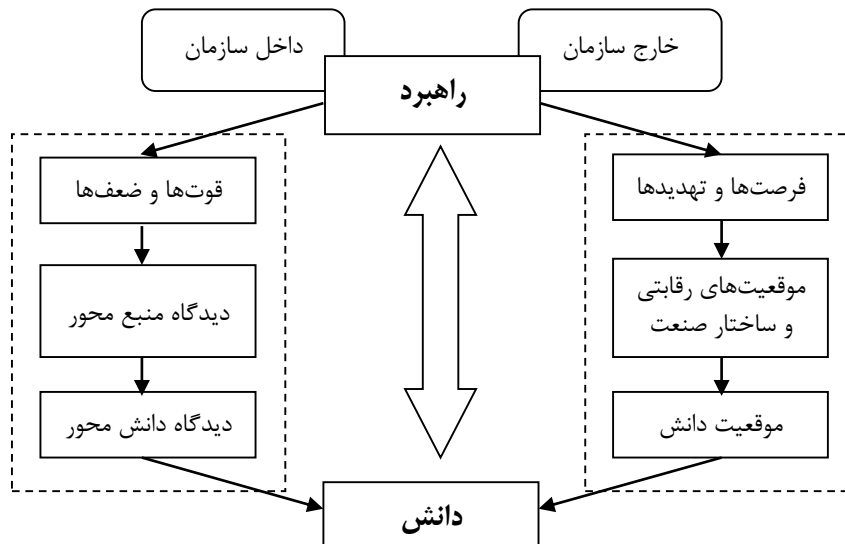 خارج سازمان
داخل سازمان
راهبرد
فرصت‌ها و تهدیدها
قوت‌ها و ضعف‌ها
موقعیت‌های رقابتی
و ساختار صنعت
دیدگاه منبع محور
موقعیت دانش
دیدگاه دانش محور
دانش